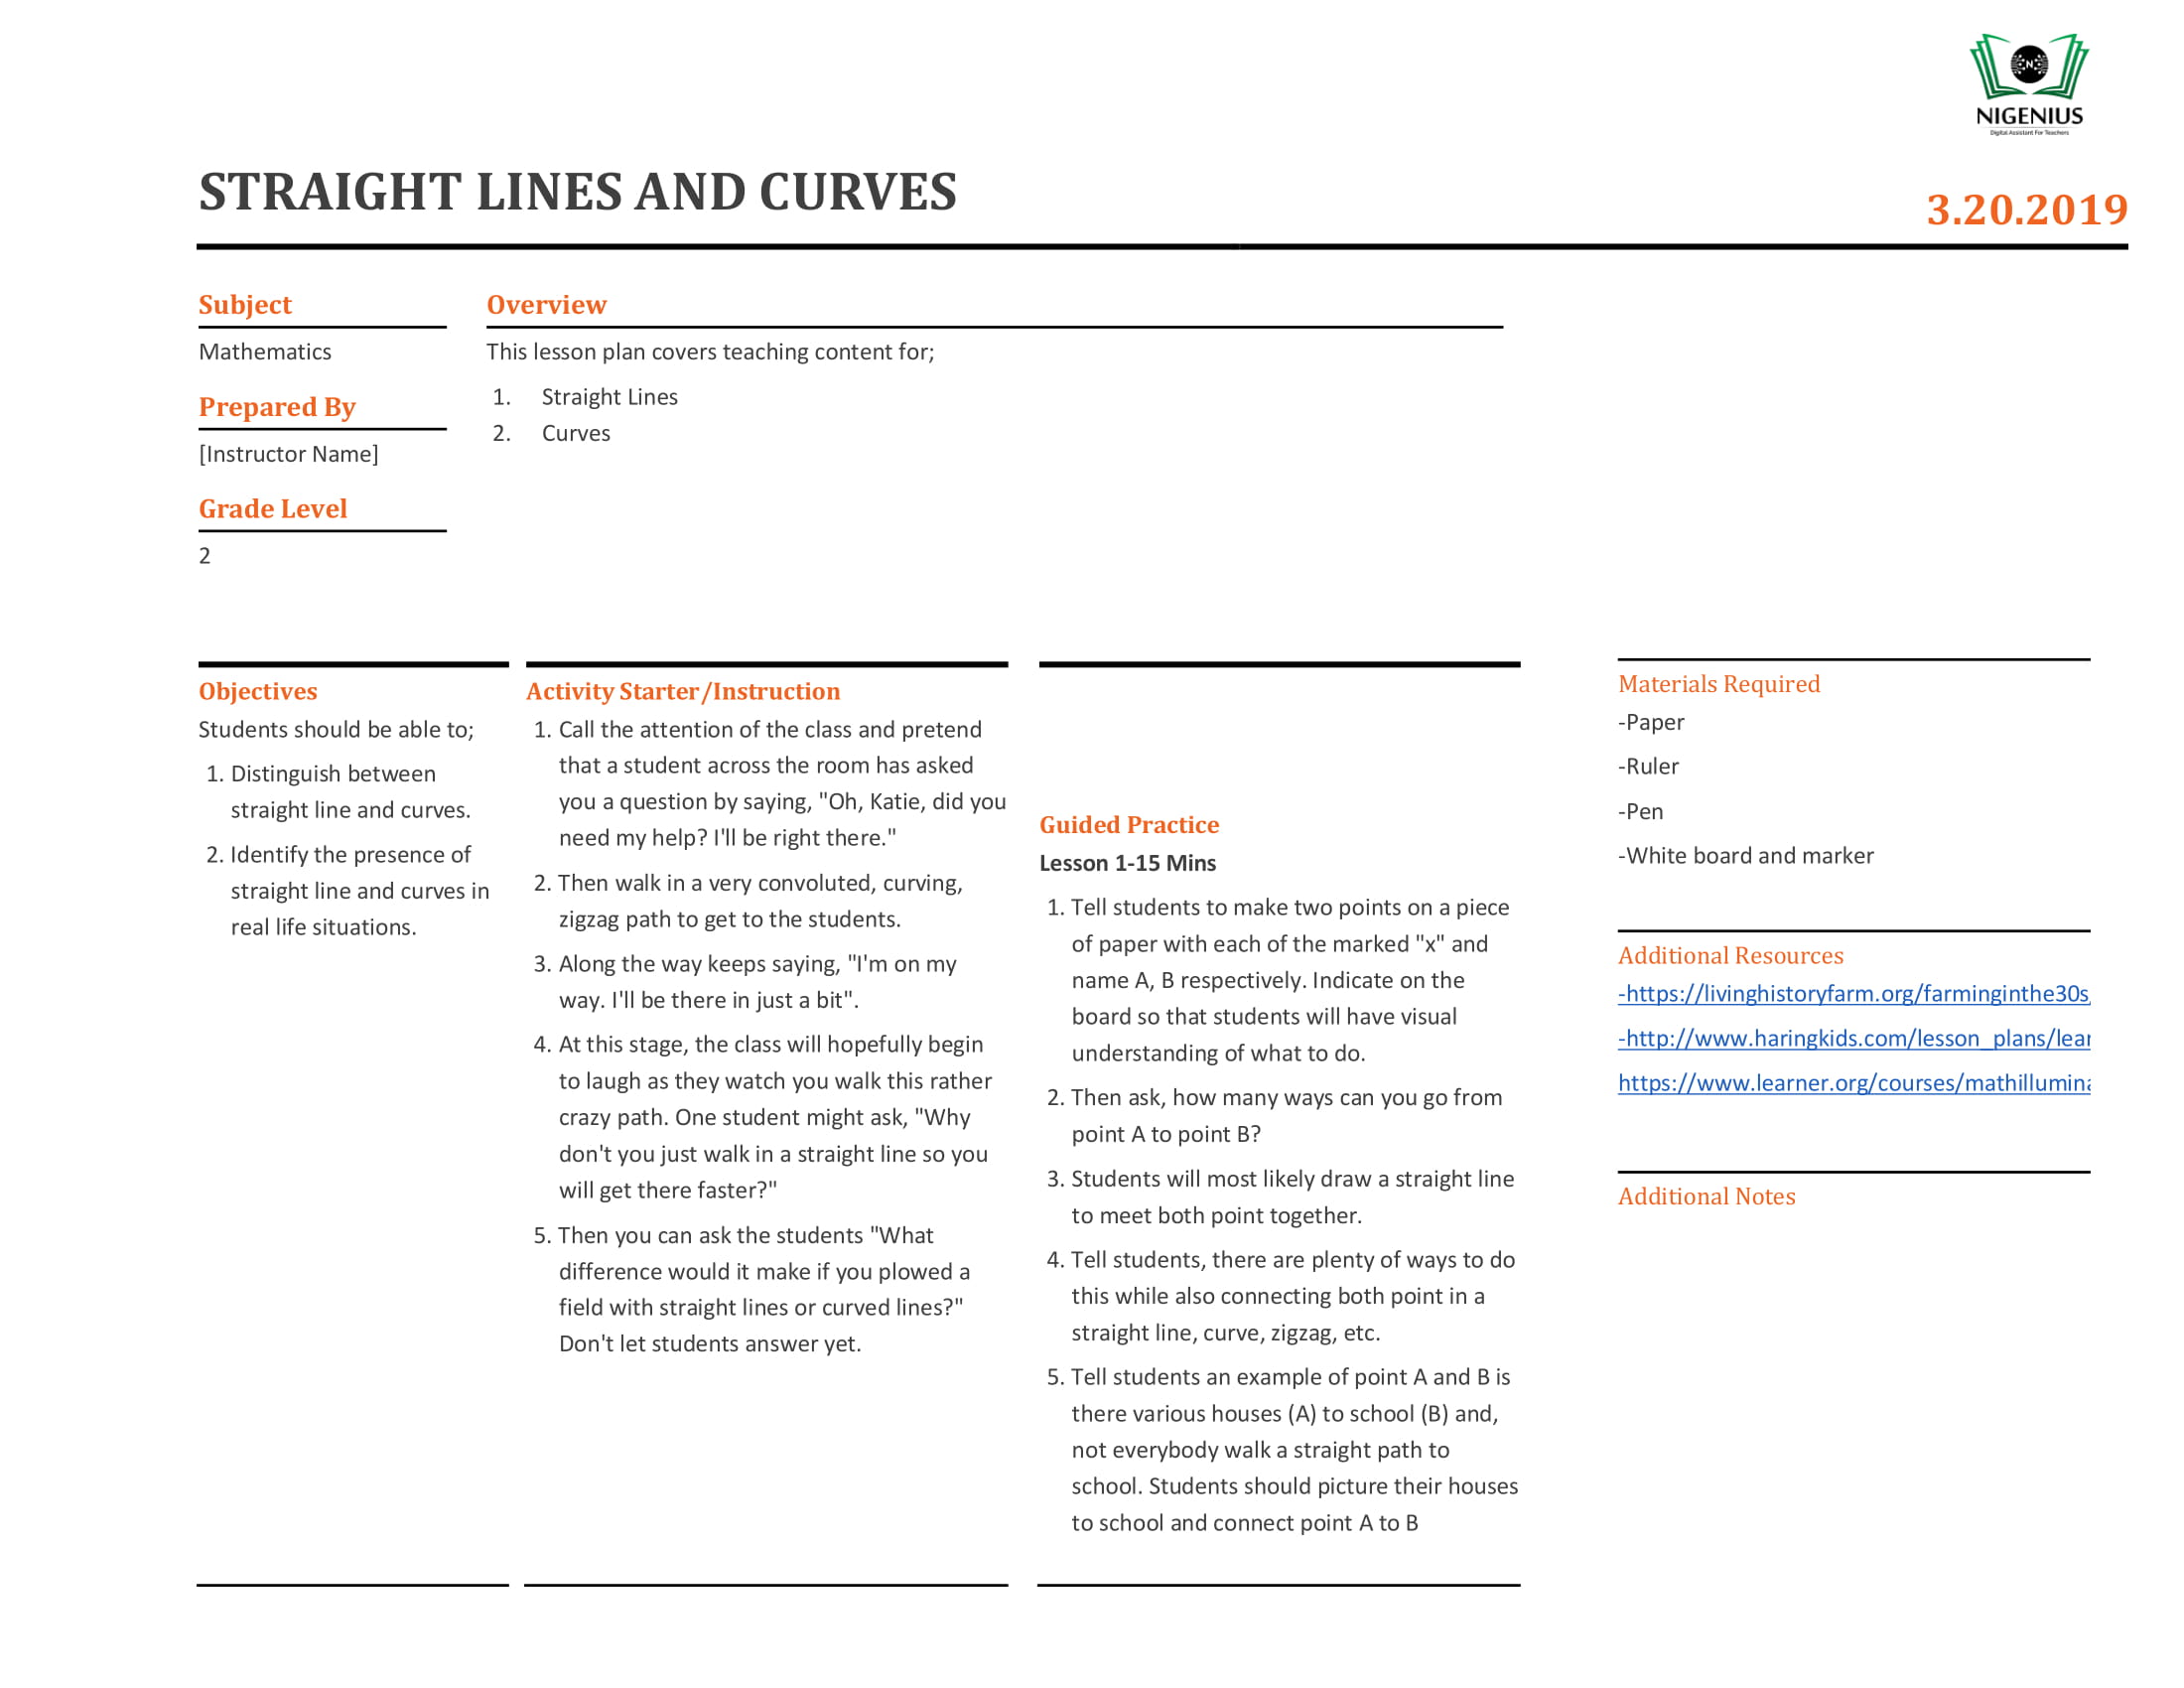 NIGENIUS
Digital Assistant For Teachers
STRAIGHT LINES AND CURVES
3.20.2019
Subject
Mathematics
Prepared By
[Instructor Name]
Grade Level
2
Overview
This lesson plan covers teaching content for;
1. Straight Lines
2. Curves
Objectives
Students should be able to;
1. Distinguish between
straight line and curves.
2. Identify the presence of
straight line and curves in
real life situations.
Activity Starter/Instruction
1. Call the attention of the class and pretend
that a student across the room has asked
you a question by saying, "Oh, Katie, did you
need my help? I'll be right there."
2. Then walk in a very convoluted, curving,
zigzag path to get to the students.
3. Along the way keeps saying, "I'm on my
way. I'll be there in just a bit".
4. At this stage, the class will hopefully begin
to laugh as they watch you walk this rather
crazy path. One student might ask, "Why
don't you just walk in a straight line so you
will get there faster?"
5. Then you can ask the students "What
difference would it make if you plowed a
field with straight lines or curved lines?"
Don't let students answer yet.
Guided Practice
Lesson 1-15 Mins
1. Tell students to make two points on a piece
of paper with each of the marked "x" and
name A, B respectively. Indicate on the
board so that students will have visual
understanding of what to do.
2. Then ask, how many ways can you go from
point A to point B?
3. Students will most likely draw a straight line
to meet both point together.
4. Tell students, there are plenty of ways to do
this while also connecting both point in a
straight line, curve, zigzag, etc.
5. Tell students an example of point A and B is
there various houses (A) to school (B) and,
not everybody walk a straight path to
school. Students should picture their houses
to school and connect point A to B
Materials Required
-Paper
-Ruler
-Pen
-White board and marker
Additional Resources
-https://livinghistoryfarm.org/farminginthe30s/
-http://www.haringkids.com/lesson_plans/lear
https://www.learner.org/courses/mathillumina
Additional Notes